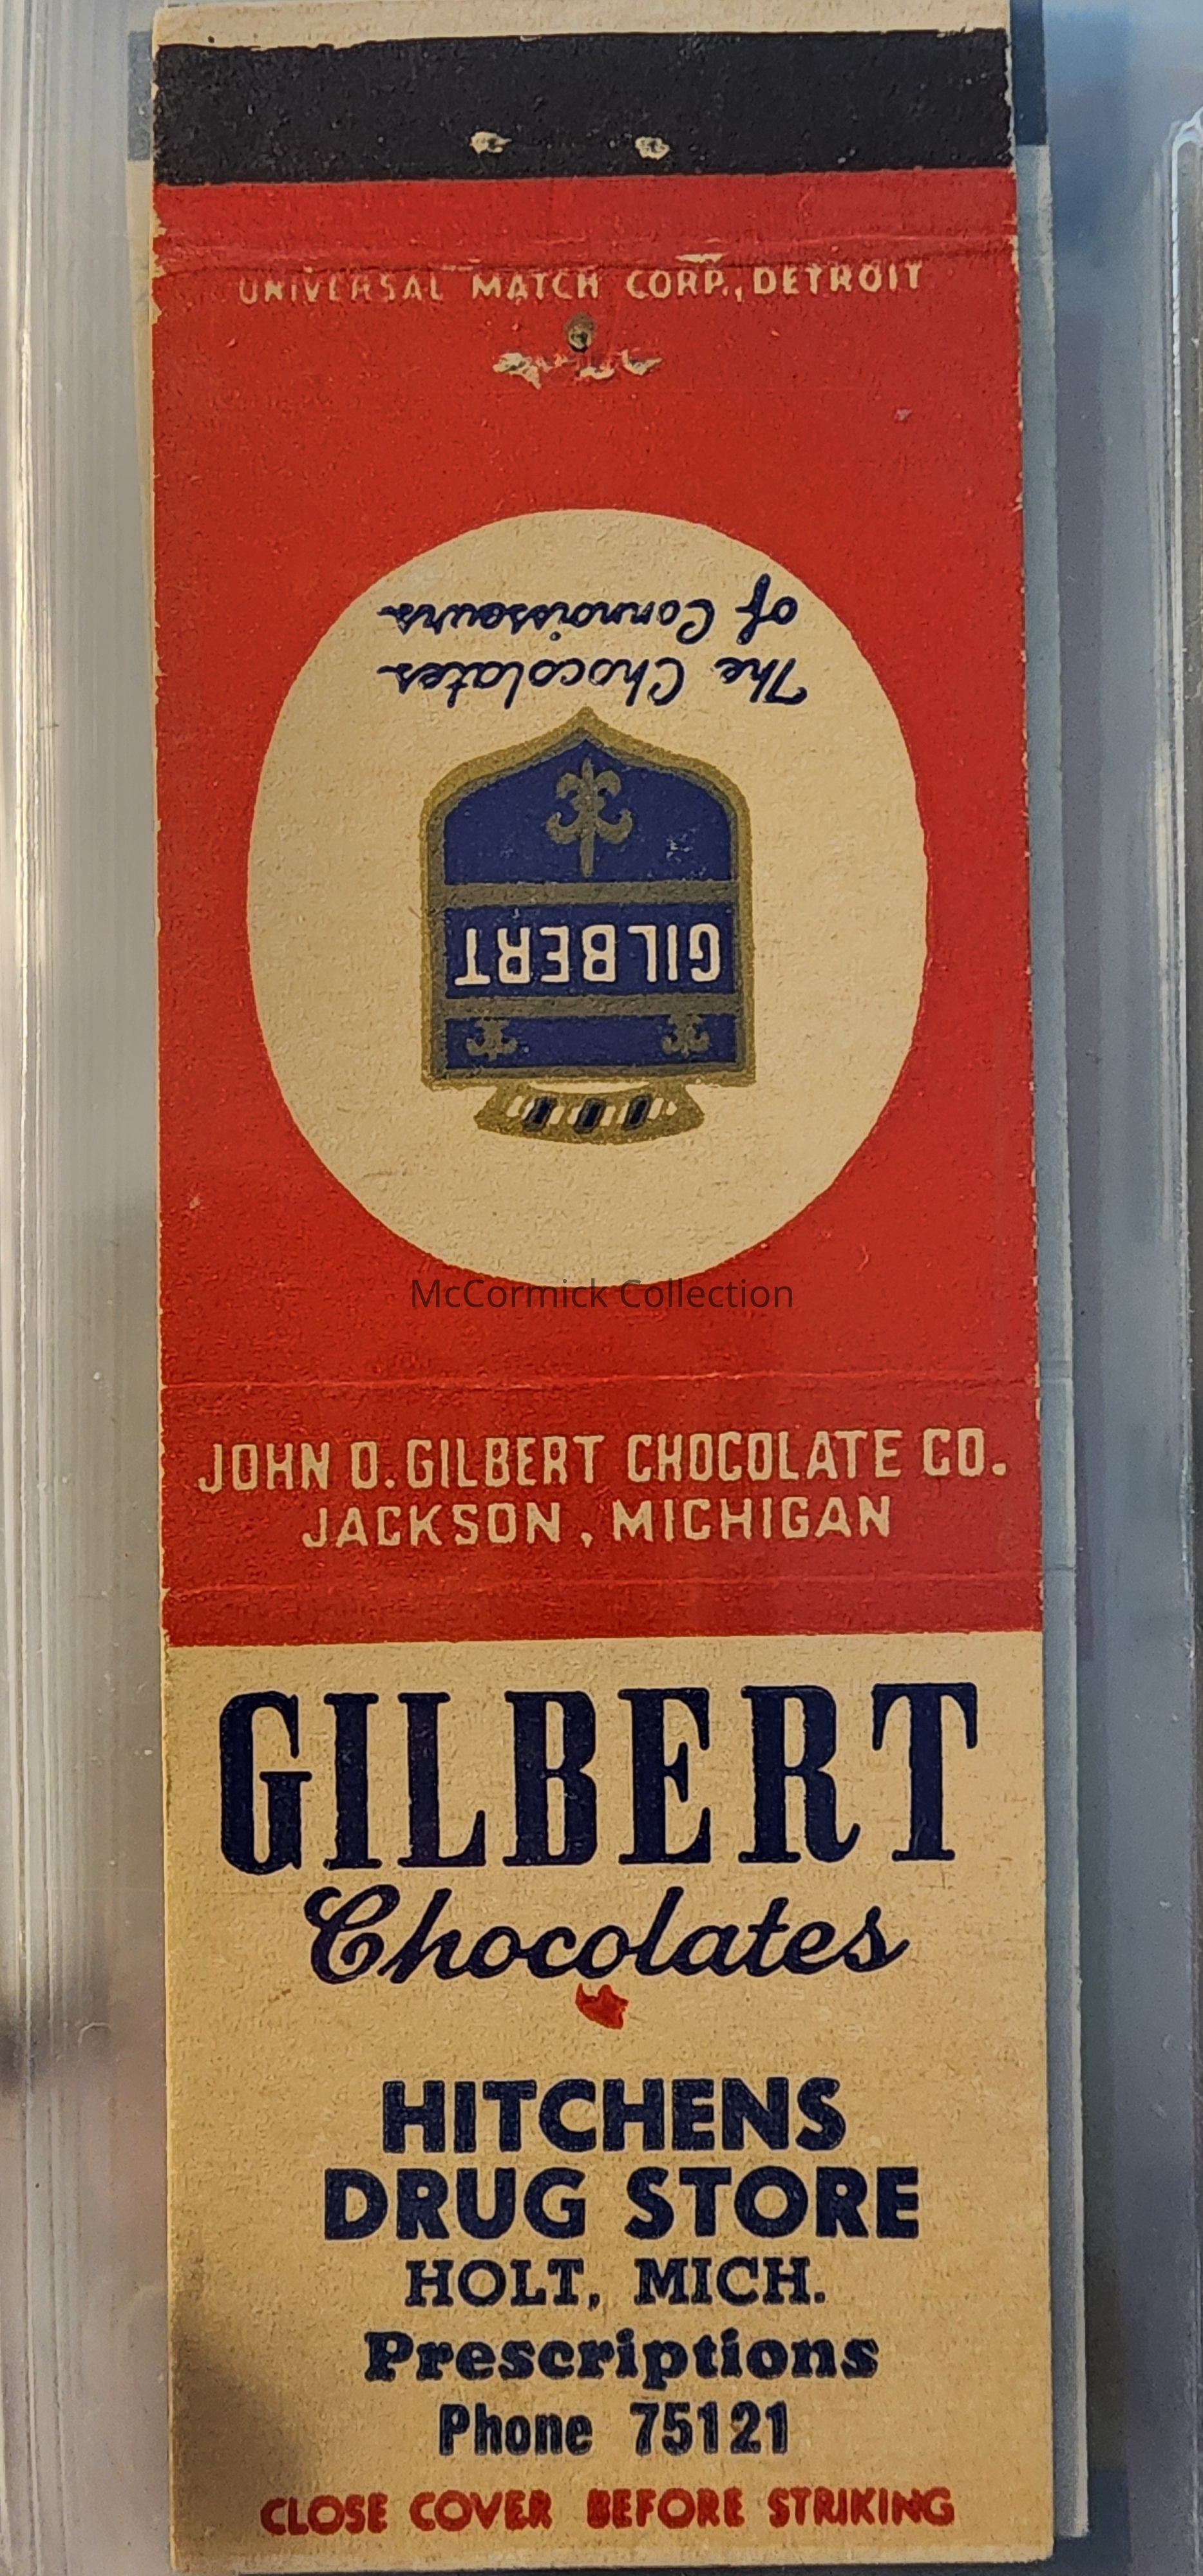 UNIVERSAL MATCH CORP., DETROIT
The Chocolates
of Connoisseurs
GILBERT
McCormick Collection
JOHN O. GILBERT CHOCOLATE CO.
JACKSON, MICHIGAN
GILBERT
Chocolates
HITCHENS
DRUG STORE
HOLT, MICH.
Prescriptions
Phone 75121
CLOSE COVER BEFORE STRIKING